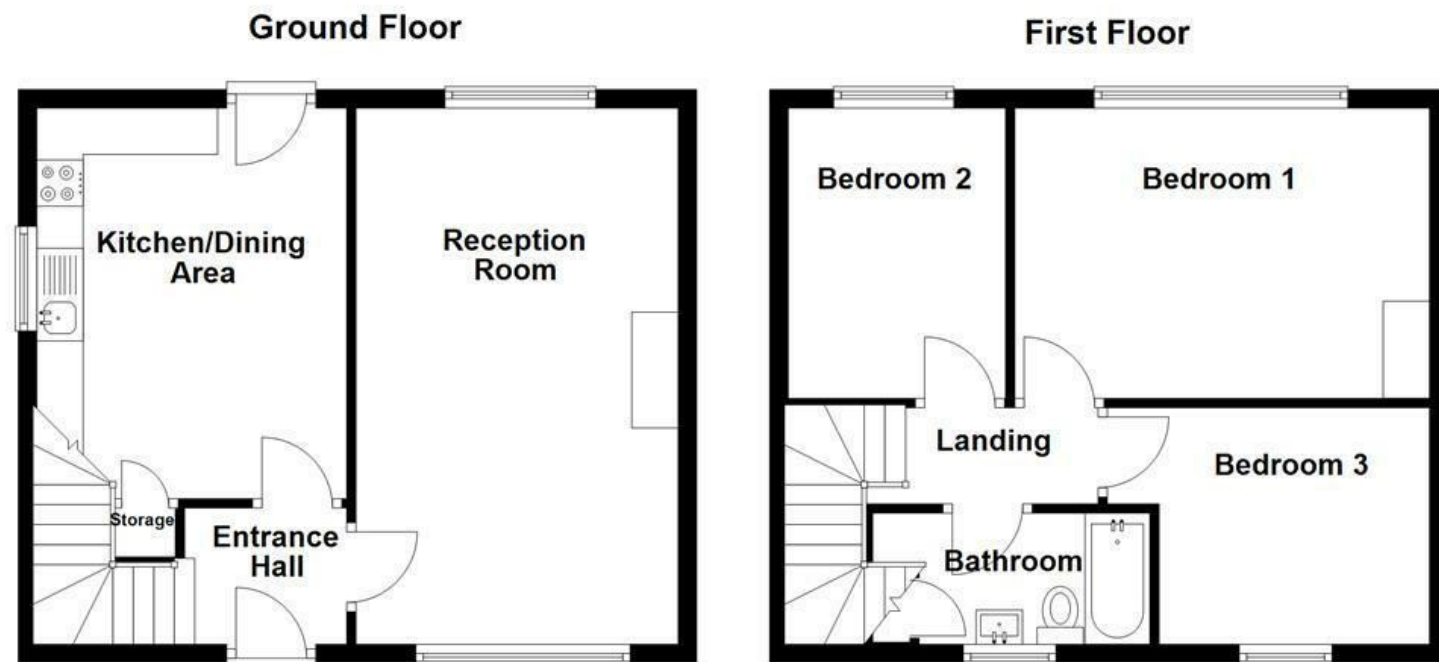 Ground Floor
Kitchen/Dining
Area
Reception
Room
Storage
Entrance
Hall
First Floor
Bedroom 2
Bedroom 1
Landing
Bedroom 3
Bathroom